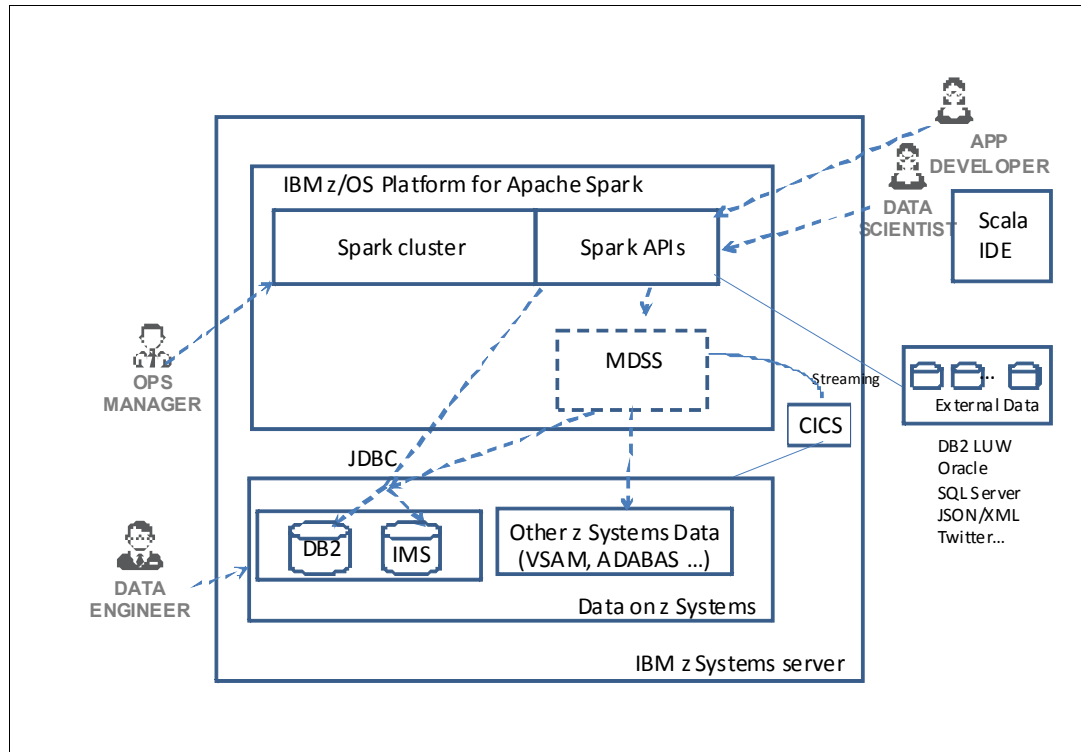 APP
DEVELOPER
IBM z/OS Platform for Apache Spark
DATA
SCIENTIST
Scala
IDE
Spark cluster
Spark APIs
OPS
MANAGER
MDSS
Streaming
...
External Data
CICS
DB2 LUW
Oracle
SQL Server
JSON/XML
Twitter...
JDBC
DB2
IMS
Other z Systems Data
(VSAM, ADABAS ...)
DATA
ENGINEER
Data on z Systems
IBM z Systems server